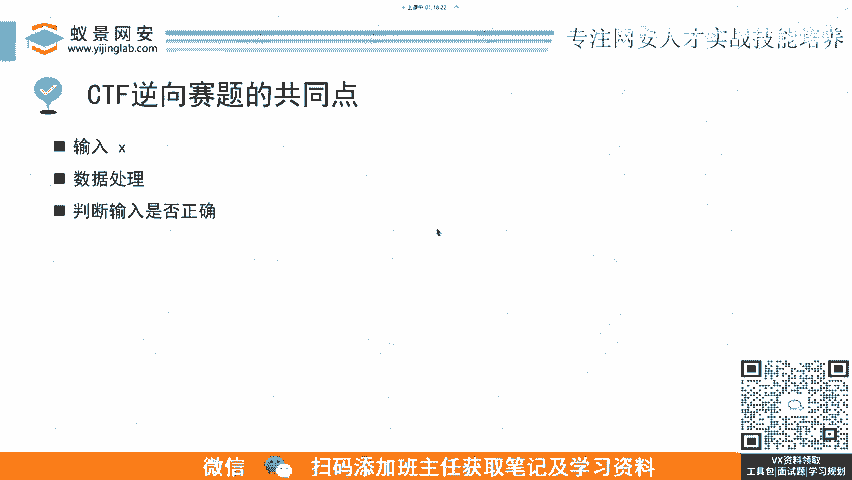 蚁景网安
www.yijinglab.com
专注网安人才实战技能培养
CTF逆向赛题的共同点
输入 x
数据处理
判断输入是否正确
微信 扫码添加班主任获取笔记及学习资料
VX资料领取
工具包|面试题|学习规划